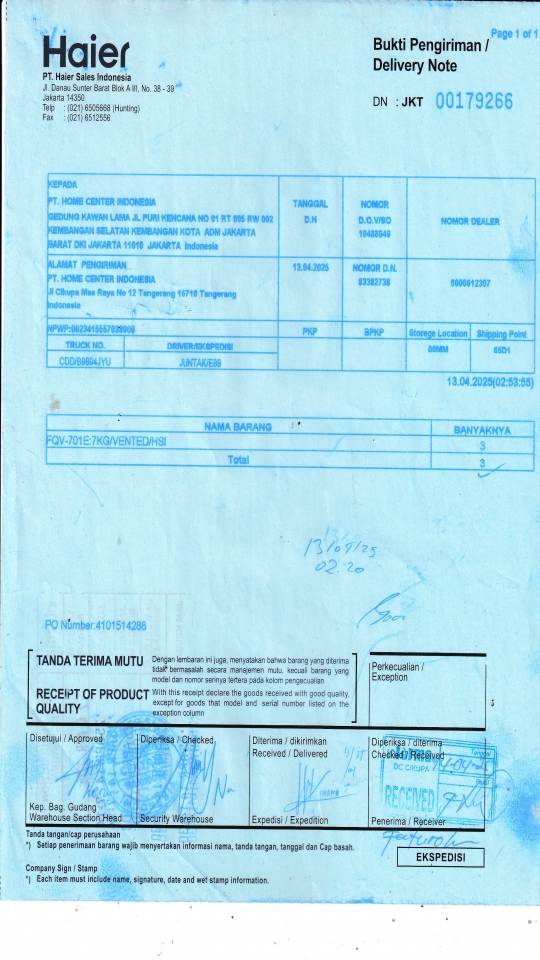 Page 1 of 1
Haier
PT. Haier Sales Indonesia
Jl. Danau Sunter Barat Blok A III, No. 38 - 39
Jakarta 14350
Telp : (021) 6505668 (Hunting)
Fax : (021) 6512556
Bukti Pengiriman /
Delivery Note
DN : JKT 00179266
KEPADA
PT. HOME CENTER INDONESIA
GEDUNG KAWAN LAMA JL PURI KENCANA NO 01 RT 005 RW 002
KEMBANGAN SELATAN KEMBANGAN KOTA ADM JAKARTA
BARAT DKI JAKARTA 11610 JAKARTA Indonesia
TANGGAL
D.N
NOMOR
D.O.V/SO
NOMOR DEALER
ALAMAT PENGIRIMAN
PT. HOME CENTER INDONESIA
Jl Cikupa Mas Raya No 12 Tangerang 15710 Tangerang
Indonesia
13.04.2025
NOMOR D.N.
83382738
6000612307
PKP
BPKP
Storege Location
Shipping Point
TRUCK NO.
DRIVER/EKSPEDISI
65D1
CDD/B9894JYU
JUNTAK/E99
13.04.2025(02:53:55)
NAMA BARANG
BANYAKNYA
FQV-701E:7KG/VENTED/HSI
3
Total
3
02.20
PO Number:4101514286
TANDA TERIMA MUTU
Dengan lembaran ini juga, menyatakan bahwa barang yang diterima
tidak bermasalah secara manajemen mutu, kecuali barang yang
model dan nomor serinya tertera pada kolom pengecualian
RECEIPT OF PRODUCT
QUALITY
With this receipt declare the goods received with good quality,
except for goods that model and serial number listed on the
exception column
Perkecualian /
Exception
Disetujui / Approved
Diperiksa / Checked
Diterima / dikirimkan
Received / Delivered
Diperiksa / diterima
Checked / Received
Tanggal
DC CIKUPA
RECEIVED
Kep. Bag. Gudang
Warehouse Section Head
Security Warehouse
Expedisi / Expedition
Penerima / Receiver
Tanda tangan/cap perusahaan
*) Setiap penerimaan barang wajib menyertakan informasi nama, tanda tangan, tanggal dan Cap basah.
EKSPEDISI
Company Sign / Stamp
*) Each item must include name, signature, date and wet stamp information.